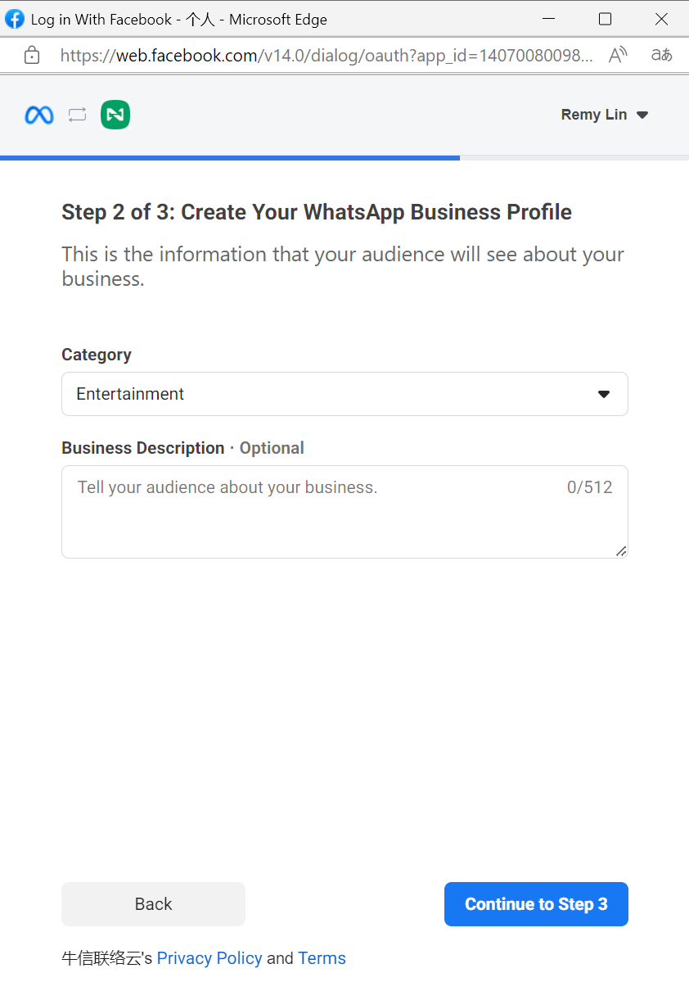 Log in With Facebook - 个人 - Microsoft Edge
https://web.facebook.com/v14.0/dialog/oauth?app_id=14070080098...
Remy Lin
Step 2 of 3: Create Your WhatsApp Business Profile
This is the information that your audience will see about your
business.
Category
Entertainment
Business Description · Optional
Tell your audience about your business. 0/512
Back Continue to Step 3
牛信联络云's Privacy Policy and Terms